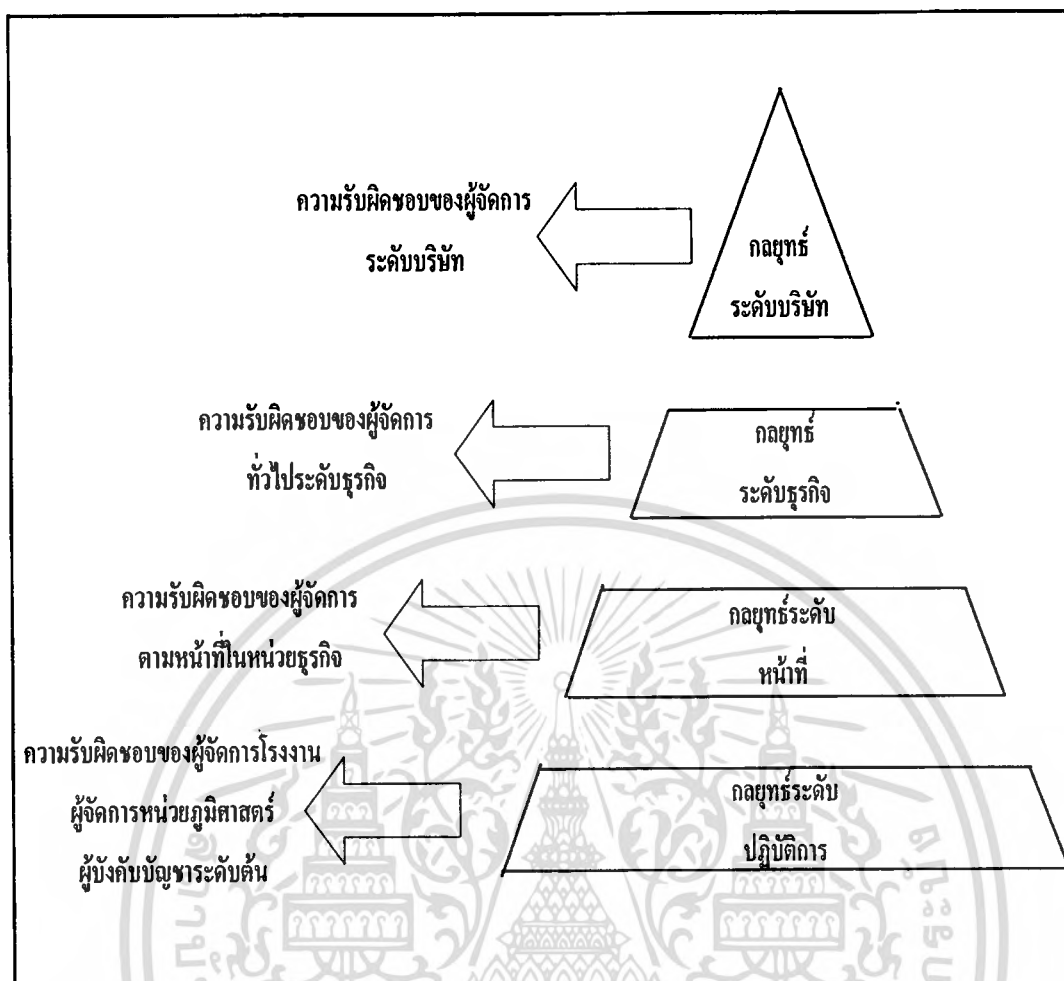 ความรับผิดชอบของผู้จัดการ
ระดับบริษัท
กลยุทธ์
ระดับบริษัท
ความรับผิดชอบของผู้จัดการ
ทั่วไประดับธุรกิจ
กลยุทธ์
ระดับธุรกิจ
ความรับผิดชอบของผู้จัดการ
ตามหน้าที่ในหน่วยธุรกิจ
กลยุทธ์ระดับ
หน้าที่
ความรับผิดชอบของผู้จัดการโรงงาน
ผู้จัดการหน่วยภูมิศาสตร์
ผู้บังคับบัญชาระดับต้น
กลยุทธ์ระดับ
ปฏิบัติการ